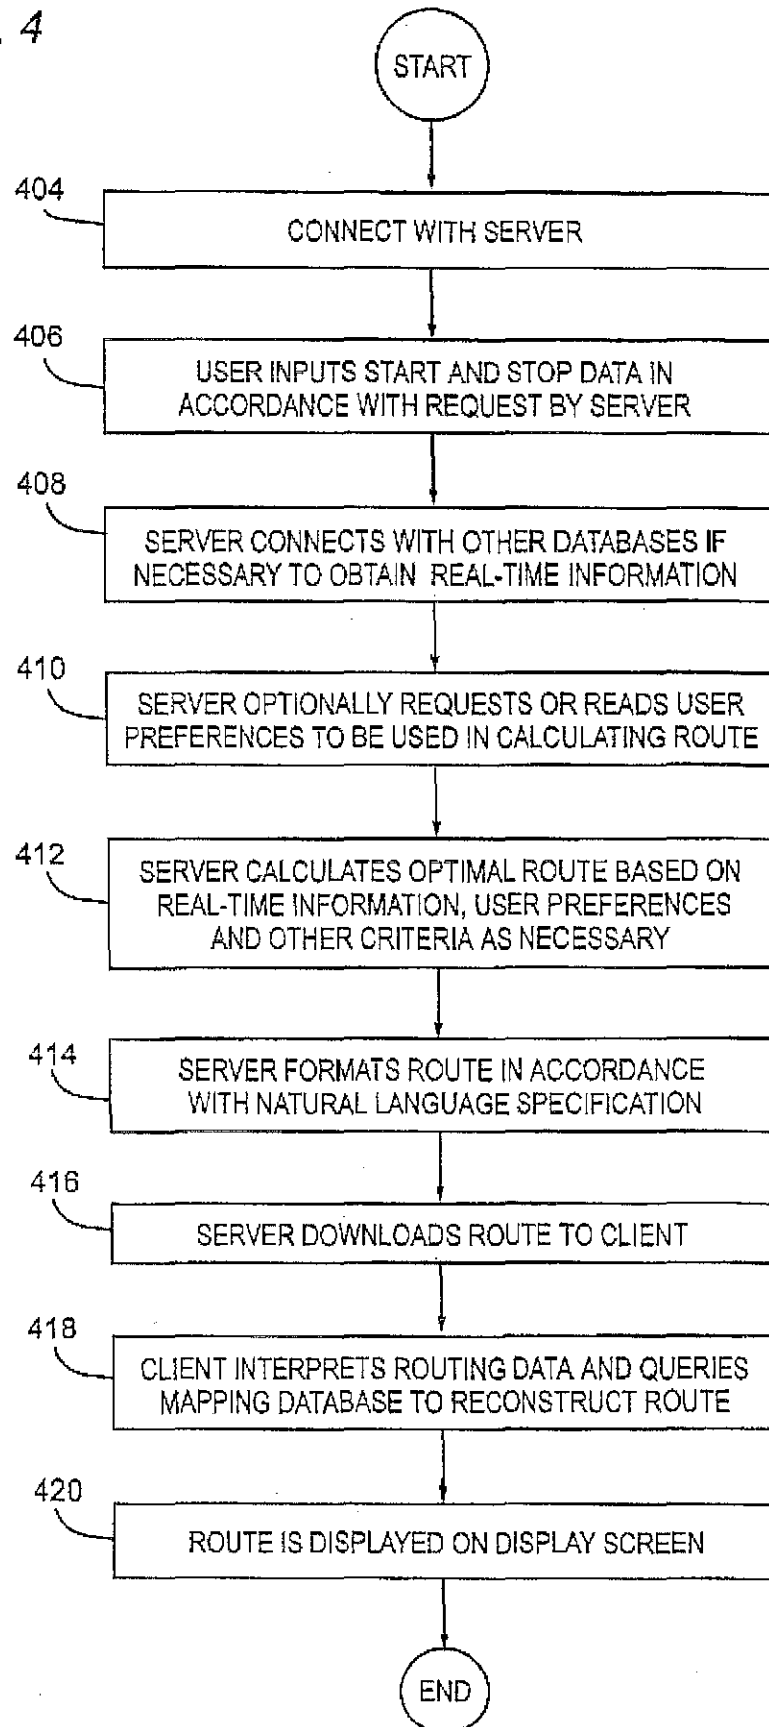 . 4
START
404
CONNECT WITH SERVER
406
USER INPUTS START AND STOP DATA IN
ACCORDANCE WITH REQUEST BY SERVER
408
SERVER CONNECTS WITH OTHER DATABASES IF
NECESSARY TO OBTAIN REAL-TIME INFORMATION
410
SERVER OPTIONALLY REQUESTS OR READS USER
PREFERENCES TO BE USED IN CALCULATING ROUTE
412
SERVER CALCULATES OPTIMAL ROUTE BASED ON
REAL-TIME INFORMATION, USER PREFERENCES
AND OTHER CRITERIA AS NECESSARY
414
SERVER FORMATS ROUTE IN ACCORDANCE
WITH NATURAL LANGUAGE SPECIFICATION
416
SERVER DOWNLOADS ROUTE TO CLIENT
418
CLIENT INTERPRETS ROUTING DATA AND QUERIES
MAPPING DATABASE TO RECONSTRUCT ROUTE
420
ROUTE IS DISPLAYED ON DISPLAY SCREEN
END